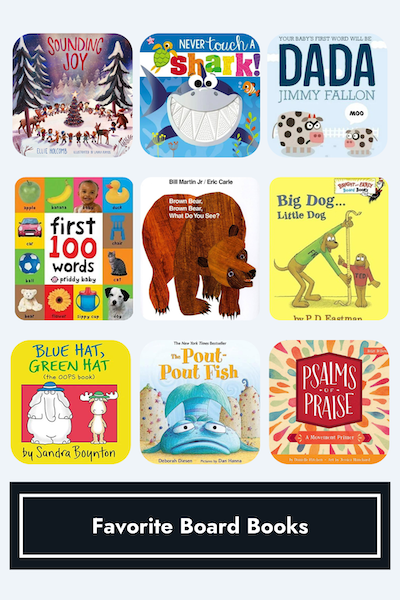 SOUNDING
JOY
ELLIE HOLCOMB
NEVER touch A
shark!
YOUR BABY'S FIRST WORD WILL BE
DADA
JIMMY FALLON
MOO
apple
banana
baby
duck
car
first
100
words
priddy baby
chair
ball
cat
bear
flower
sippy cup
dog
Bill Martin Jr / Eric Carle
Brown Bear,
Brown Bear,
What Do You See?
BRIGHT and EARLY
Board Books
Big Dog...
Little Dog
TED
by P.D. Eastman
BLUE HAT,
GREEN HAT
(the OOPS book)
by Sandra Boynton
The New York Times Bestseller
The Pout-
Pout Fish
Deborah Diesen
Pictures by Dan Hanna
PSALMS
OF
PRAISE
A Movement Primer
Favorite Board Books